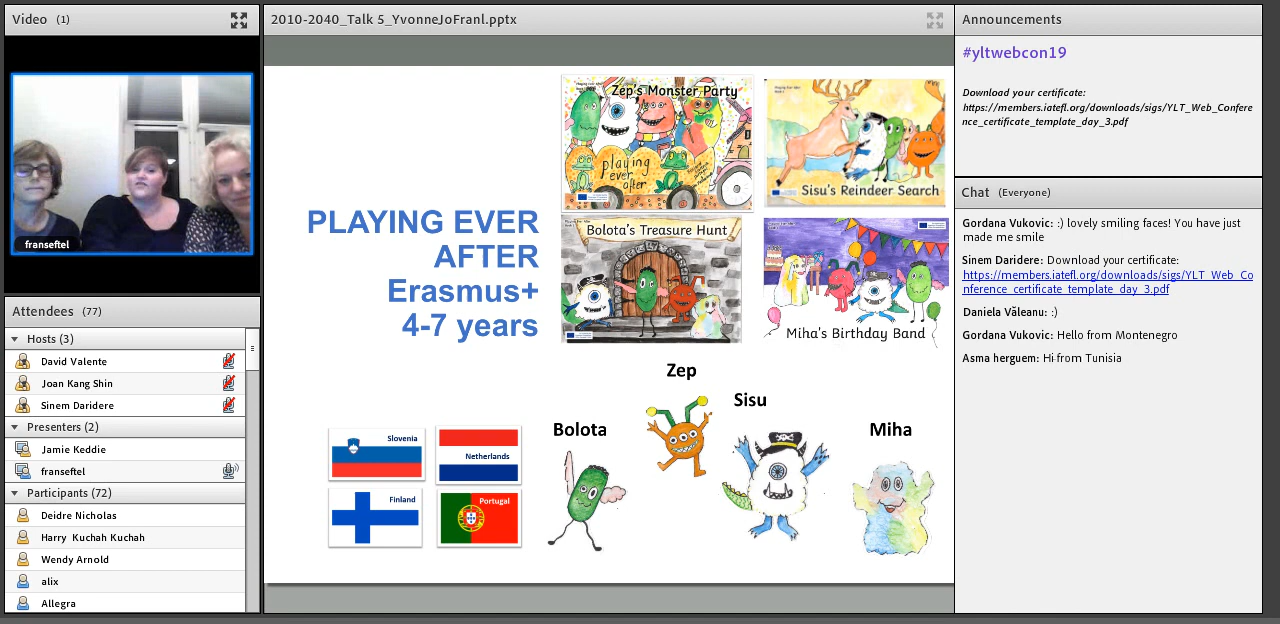 Video (1)
franseftel
Attendees (77)
Hosts (3)
David Valente
Joan Kang Shin
Sinem Daridere
Presenters (2)
Jamie Keddie
franseftel
Participants (72)
Deidre Nicholas
Harry Kuchah Kuchah
Wendy Arnold
alix
Allegra
2010-2040_Talk 5_YvonneJoFranl.pptx
PLAYING EVER
AFTER
Erasmus+
4-7 years
Zep's Monster Party
playing
ever
after
Sisu's Reindeer Search
Bolota's Treasure Hunt
Miha's Birthday Band
Slovenia
Netherlands
Finland
Portugal
Zep
Sisu
Bolota
Miha
Announcements
#yltwebcon19
Download your certificate:
https://members.iatefl.org/downloads/sigs/YLT_Web_Confere
nce_certificate_template_day_3.pdf
Chat (Everyone)
Gordana Vukovic: :) lovely smiling faces! You have just
made me smile
Sinem Daridere: Download your certificate:
https://members.iatefl.org/downloads/sigs/YLT_Web_Co
nference_certificate_template_day_3.pdf
Daniela Văleanu: :)
Gordana Vukovic: Hello from Montenegro
Asma herguem: Hi from Tunisia